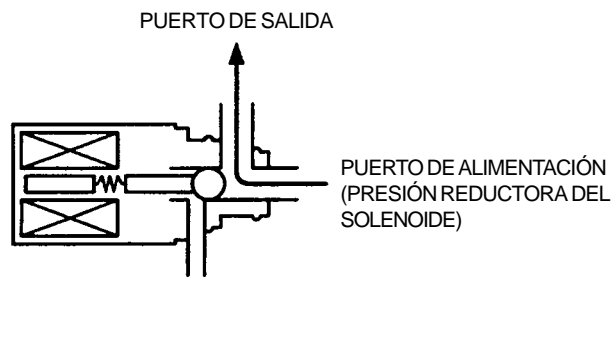 PUERTO DE SALIDA
PUERTO DE ALIMENTACIÓN
(PRESIÓN REDUCTORA DEL
SOLENOIDE)